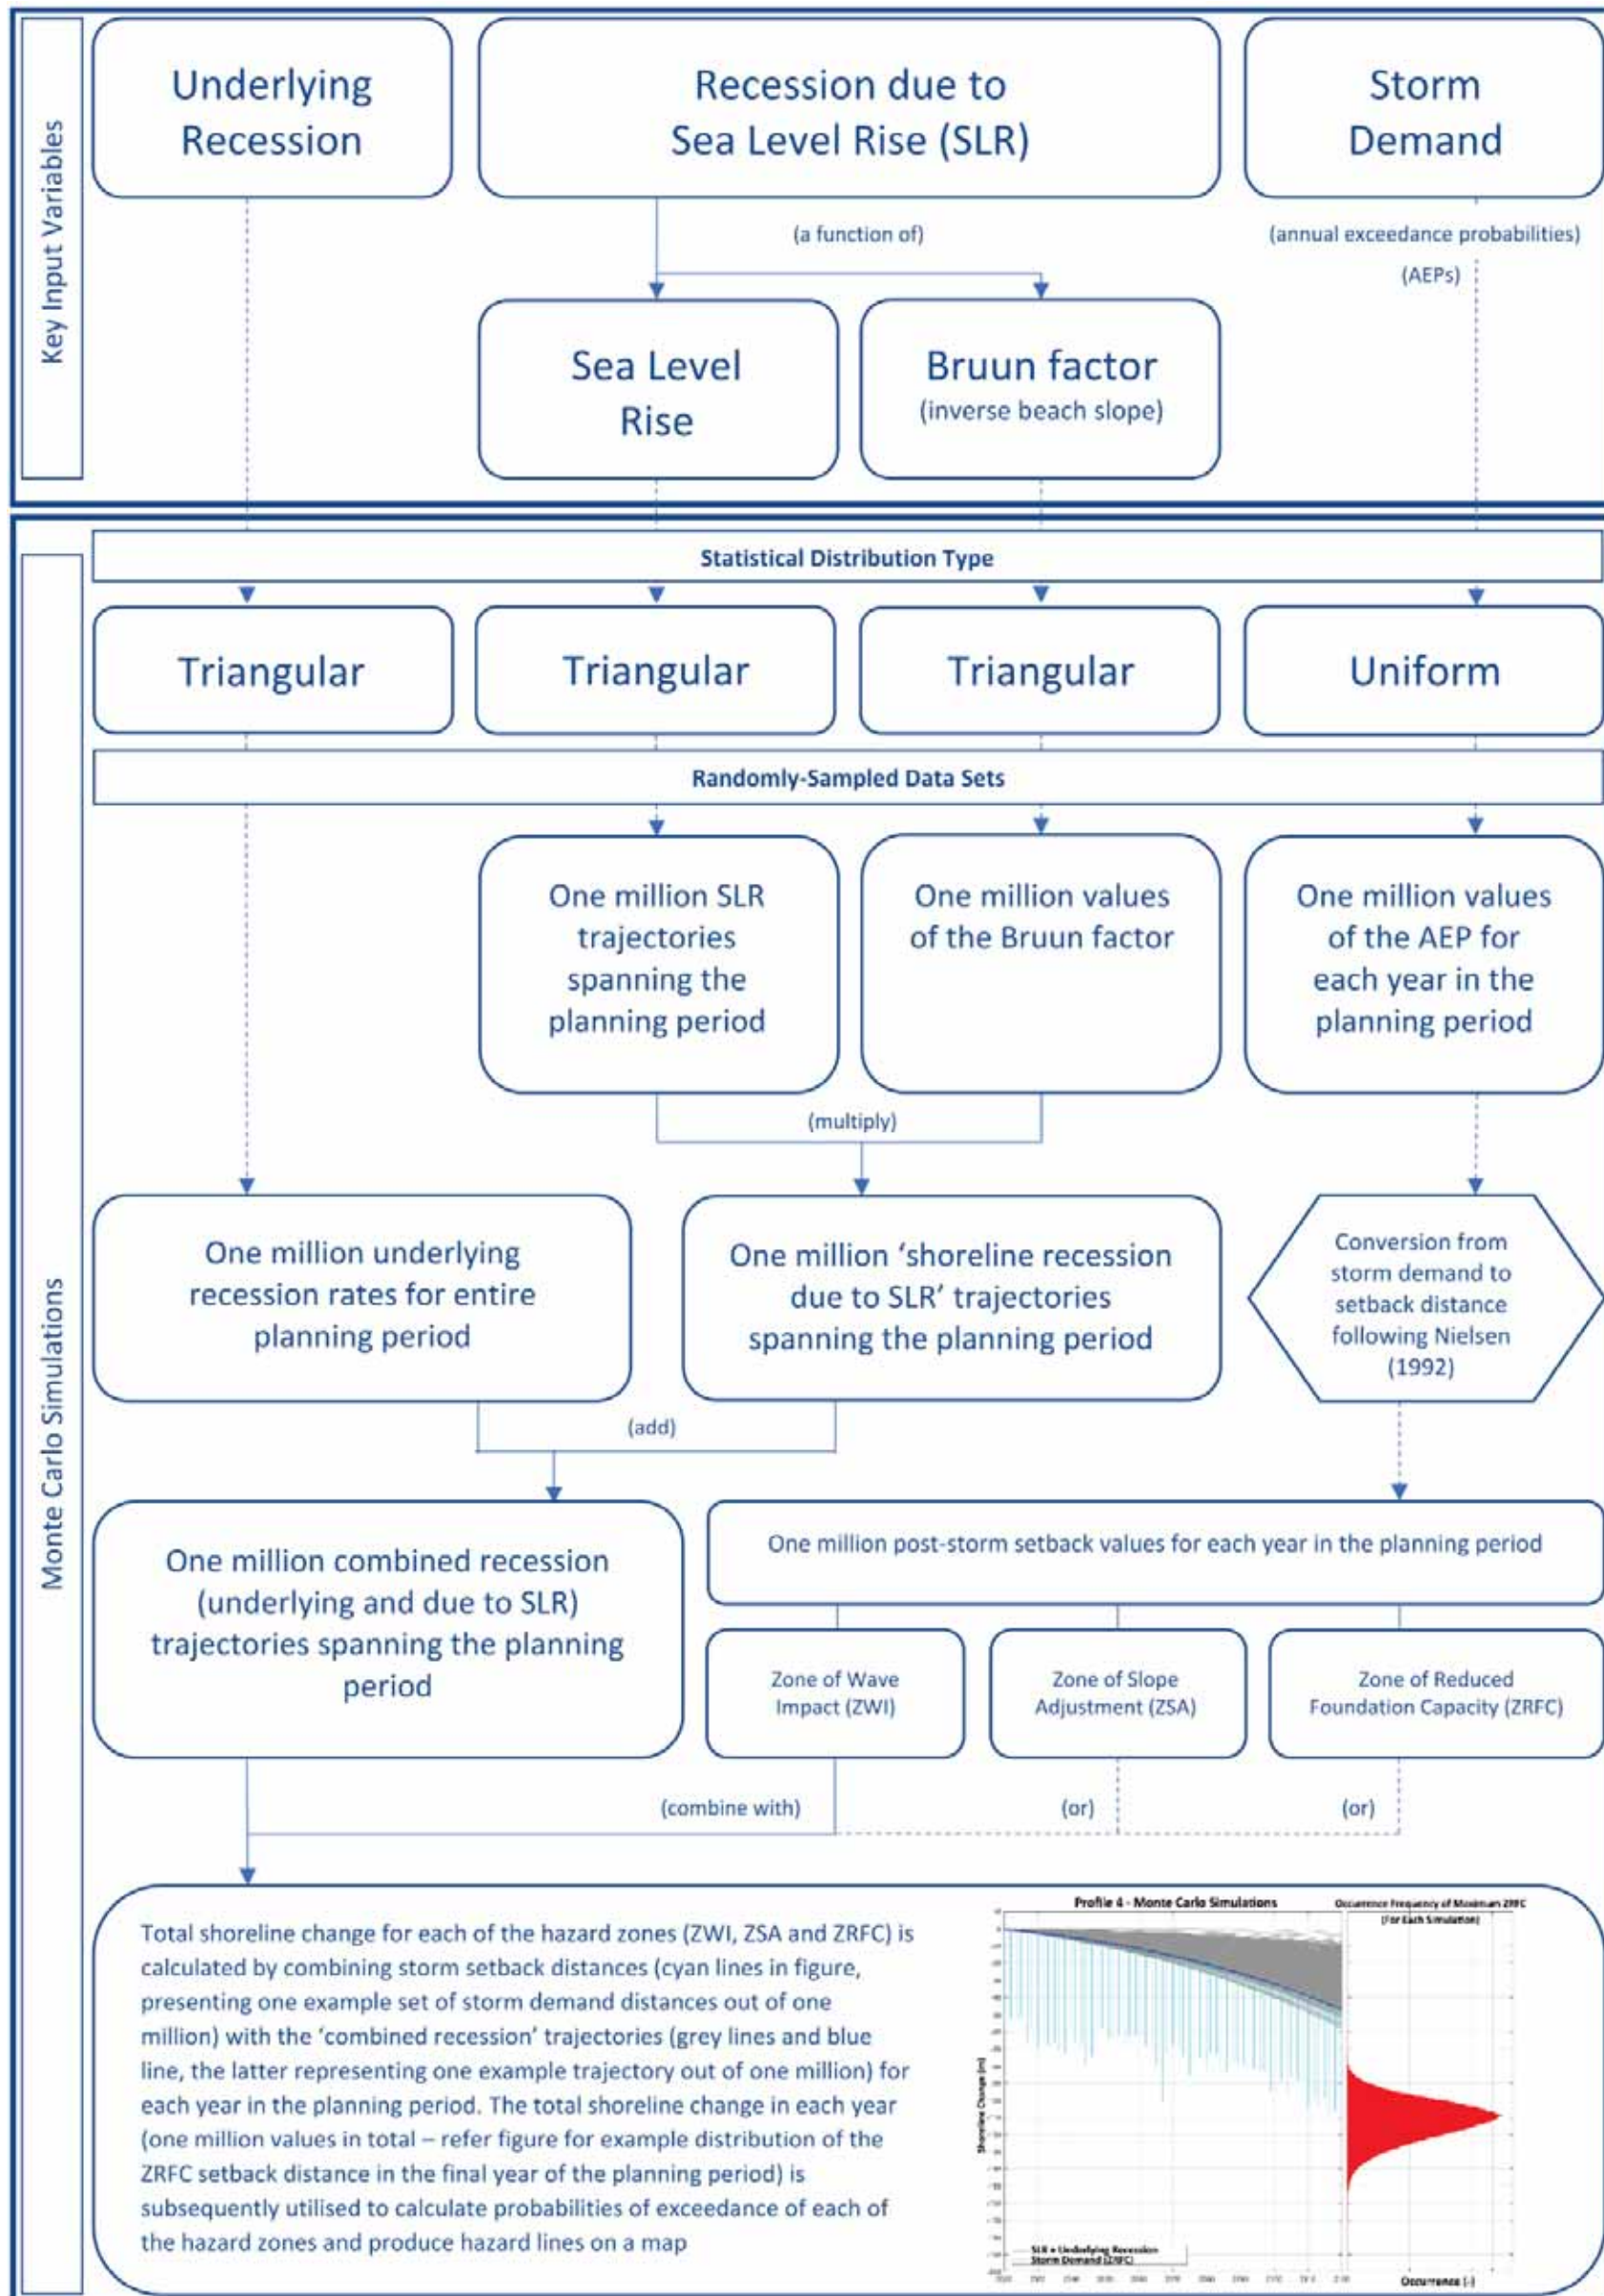 Key Input Variables
Underlying
Recession
Recession due to
Sea Level Rise (SLR)
Storm
Demand
(a function of)
(annual exceedance probabilities)
(AEPs)
Sea Level
Rise
Bruun factor
(inverse beach slope)
Monte Carlo Simulations
Statistical Distribution Type
Triangular
Triangular
Triangular
Uniform
Randomly-Sampled Data Sets
One million SLR
trajectories
spanning the
planning period
One million values
of the Bruun factor
One million values
of the AEP for
each year in the
planning period
(multiply)
One million underlying
recession rates for entire
planning period
One million ‘shoreline recession
due to SLR’ trajectories
spanning the planning period
Conversion from
storm demand to
setback distance
following Nielsen
(1992)
(add)
One million combined recession
(underlying and due to SLR)
trajectories spanning the planning
period
One million post-storm setback values for each year in the planning period
Zone of Wave
Impact (ZWI)
Zone of Slope
Adjustment (ZSA)
Zone of Reduced
Foundation Capacity (ZRFC)
(combine with)
(or)
(or)
Total shoreline change for each of the hazard zones (ZWI, ZSA and ZRFC) is
calculated by combining storm setback distances (cyan lines in figure,
presenting one example set of storm demand distances out of one
million) with the ‘combined recession’ trajectories (grey lines and blue
line, the latter representing one example trajectory out of one million) for
each year in the planning period. The total shoreline change in each year
(one million values in total – refer figure for example distribution of the
ZRFC setback distance in the final year of the planning period) is
subsequently utilised to calculate probabilities of exceedance of each of
the hazard zones and produce hazard lines on a map
Profile 4 - Monte Carlo Simulations
Occurrence Frequency of Maximum ZRFC
(For Each Simulation)
Shoreline Change (m)
SLR + Underlying Recession
Storm Demand (ZRFC)
Occurrence (-)